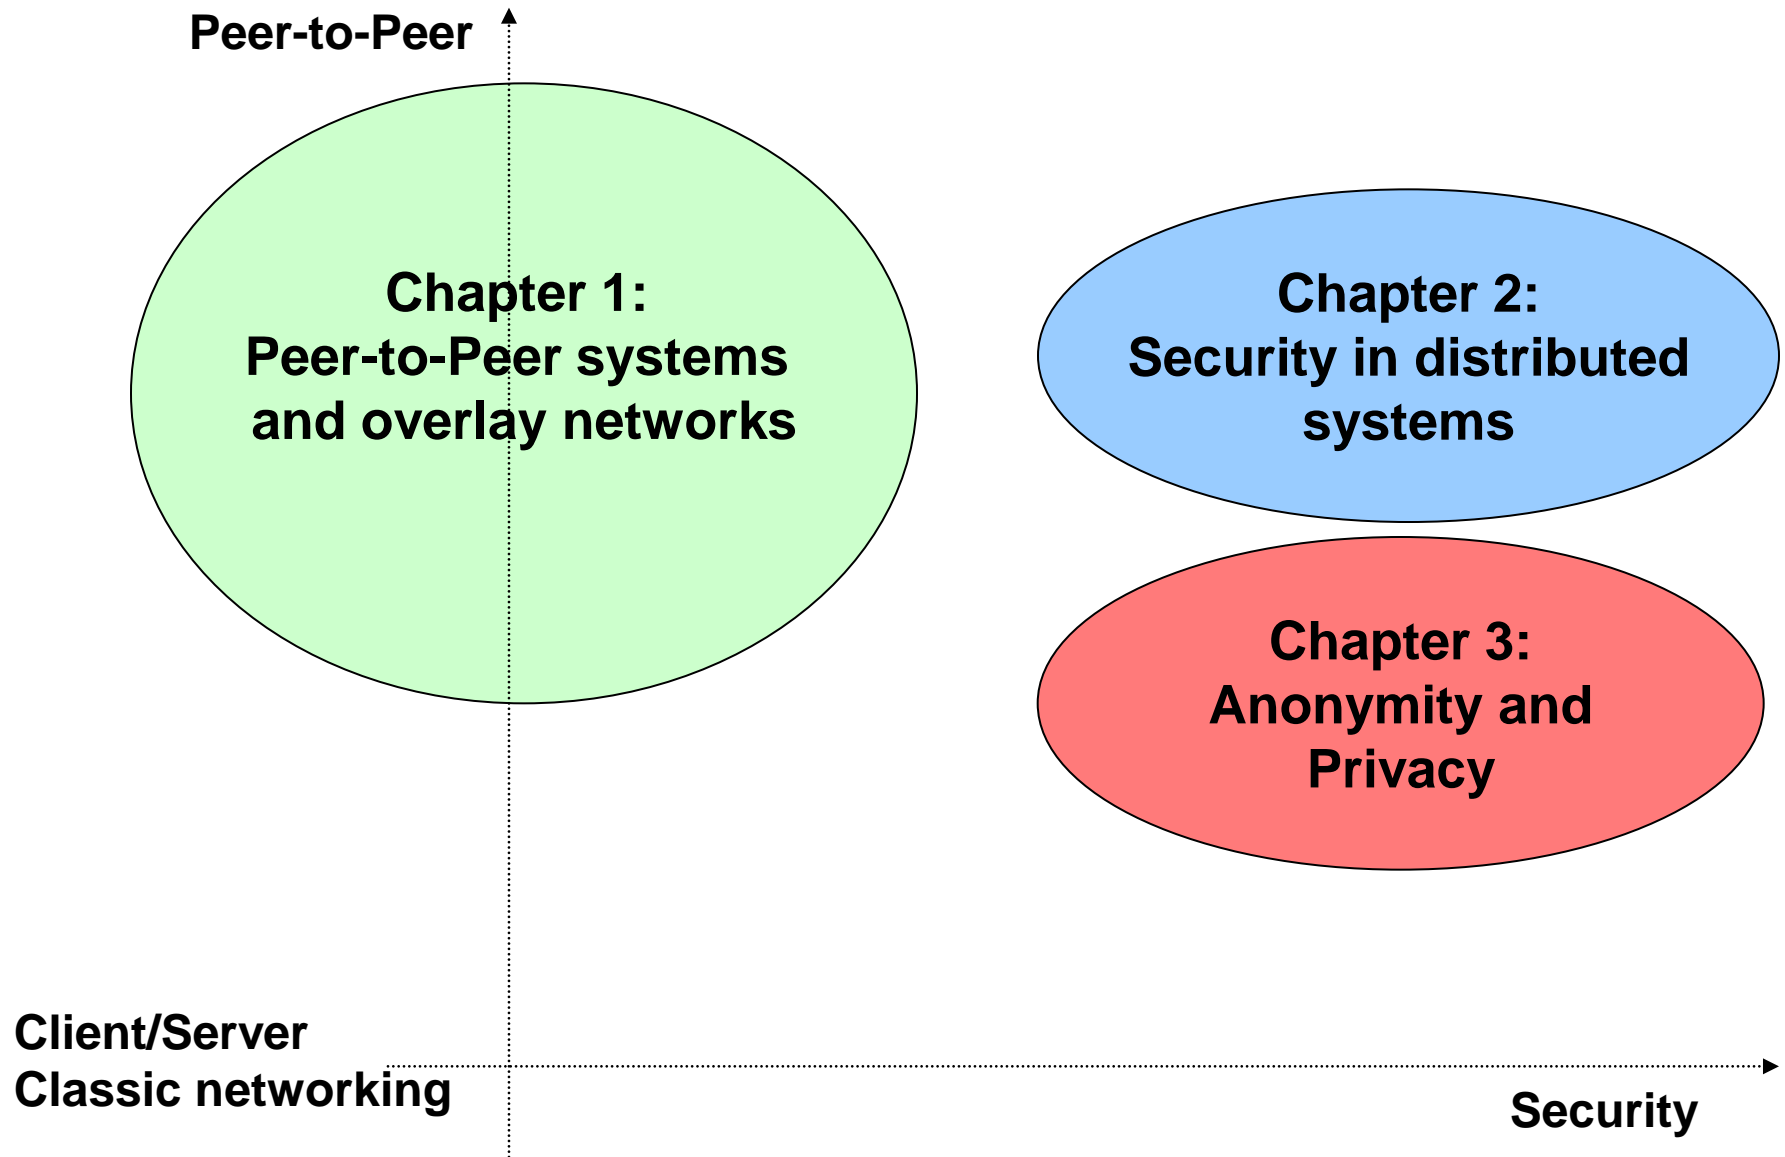 Peer-to-Peer
Chapter 1:
Peer-to-Peer systems
and overlay networks
Chapter 2:
Security in distributed
systems
Chapter 3:
Anonymity and
Privacy
Client/Server
Classic networking
Security